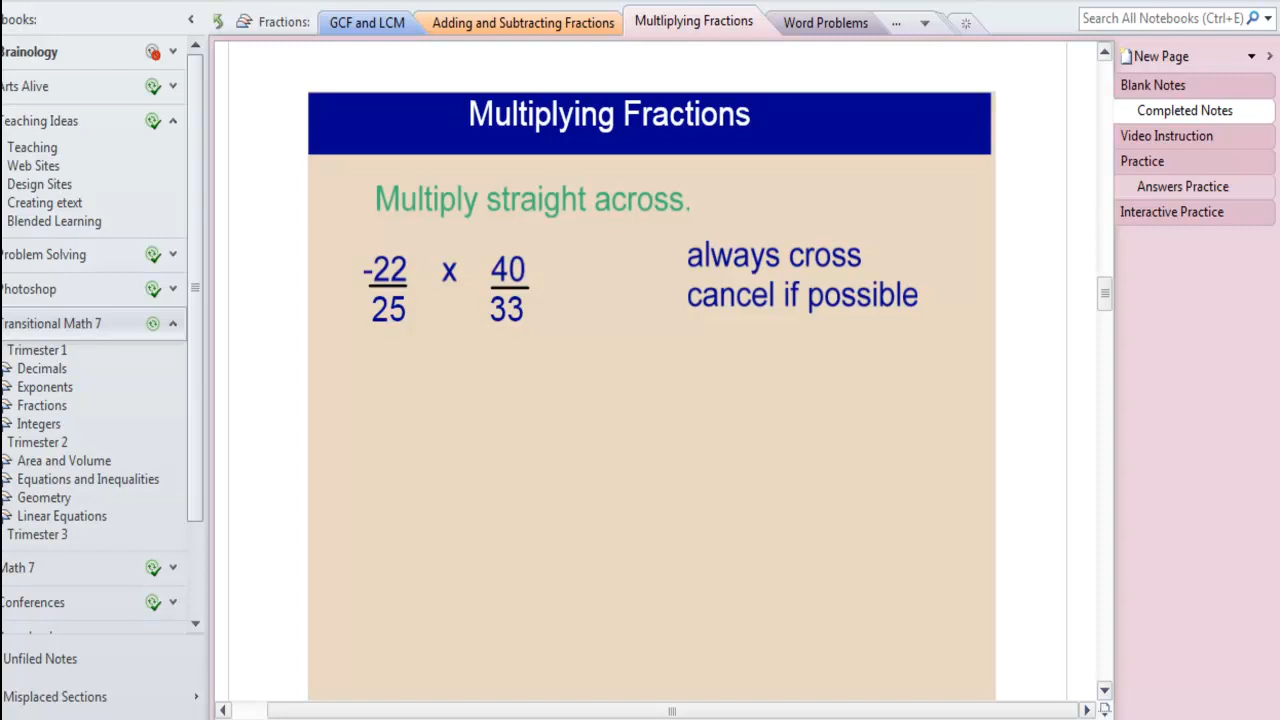 ooks:
Brainology
Arts Alive
Teaching Ideas
Teaching
Web Sites
Design Sites
Creating etext
Blended Learning
Problem Solving
Photoshop
Transitional Math 7
Trimester 1
Decimals
Exponents
Fractions
Integers
Trimester 2
Area and Volume
Equations and Inequalities
Geometry
Linear Equations
Trimester 3
Math 7
Conferences
Unfiled Notes
Misplaced Sections
Fractions:
GCF and LCM
Adding and Subtracting Fractions
Multiplying Fractions
Word Problems
...
Search All Notebooks (Ctrl+E)
Multiplying Fractions
Multiply straight across.
-22 x 40
25 33
always cross
cancel if possible
New Page
Blank Notes
Completed Notes
Video Instruction
Practice
Answers Practice
Interactive Practice